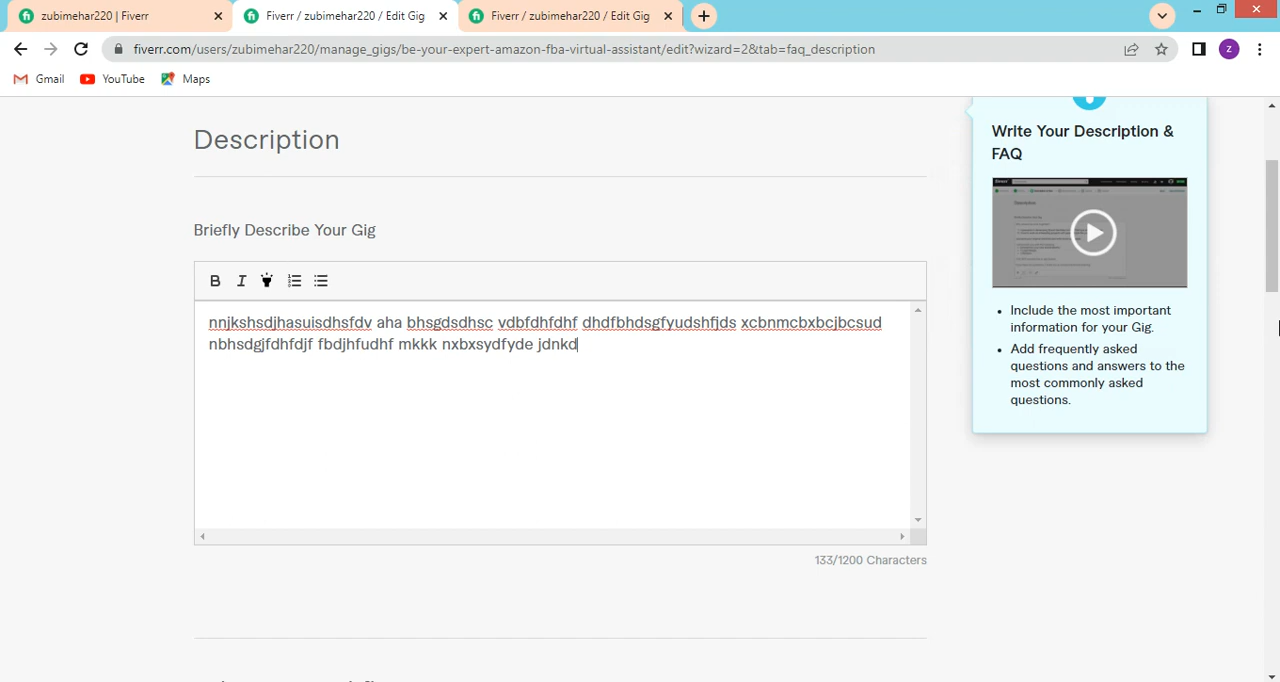 zubimehar220 | Fiverr
Fiverr / zubimehar220 / Edit Gig
Fiverr / zubimehar220 / Edit Gig
fiverr.com/users/zubimehar220/manage_gigs/be-your-expert-amazon-fba-virtual-assistant/edit?wizard=2&tab=faq_description
z
Gmail
YouTube
Maps
Description
Briefly Describe Your Gig
B I
nnjkshsdjhasuisdhsfdv aha bhsgdsdhsc vdbfdhfdhf dhdfbhdsgfyudshfjds xcbnmcbxbcjbcsud
nbhsdgjfdhfdjf fbdjhfudhf mkkk nxbxsydfyde jdnkd
133/1200 Characters
Write Your Description &
FAQ
Include the most important
information for your Gig.
Add frequently asked
questions and answers to the
most commonly asked
questions.